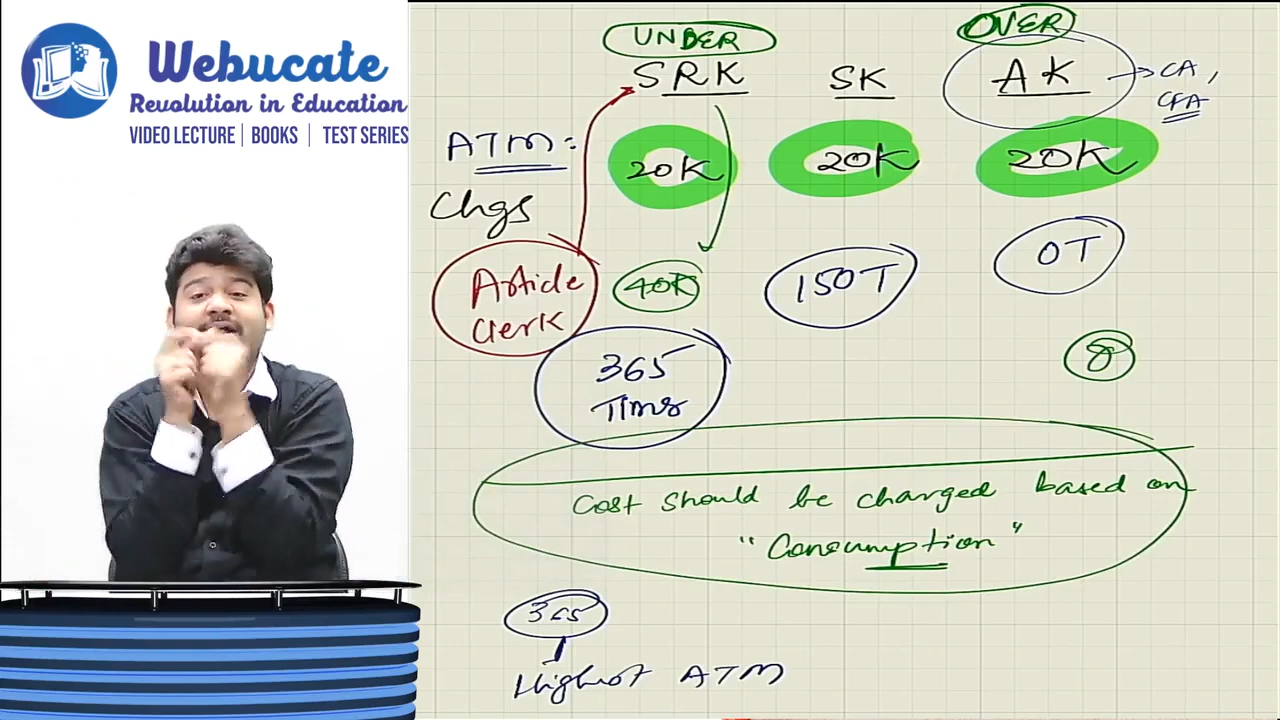 Webucate
Revolution in Education
VIDEO LECTURE | BOOKS | TEST SERIES
UNDER
OVER
SRK
SK
AK
CA,
CFA
ATM:
Chgs
20K
20K
20K
Article
Clerk
40K
150T
0T
365
Times
8
Cost should be charged based on
"Consumption"
365
Highest ATM